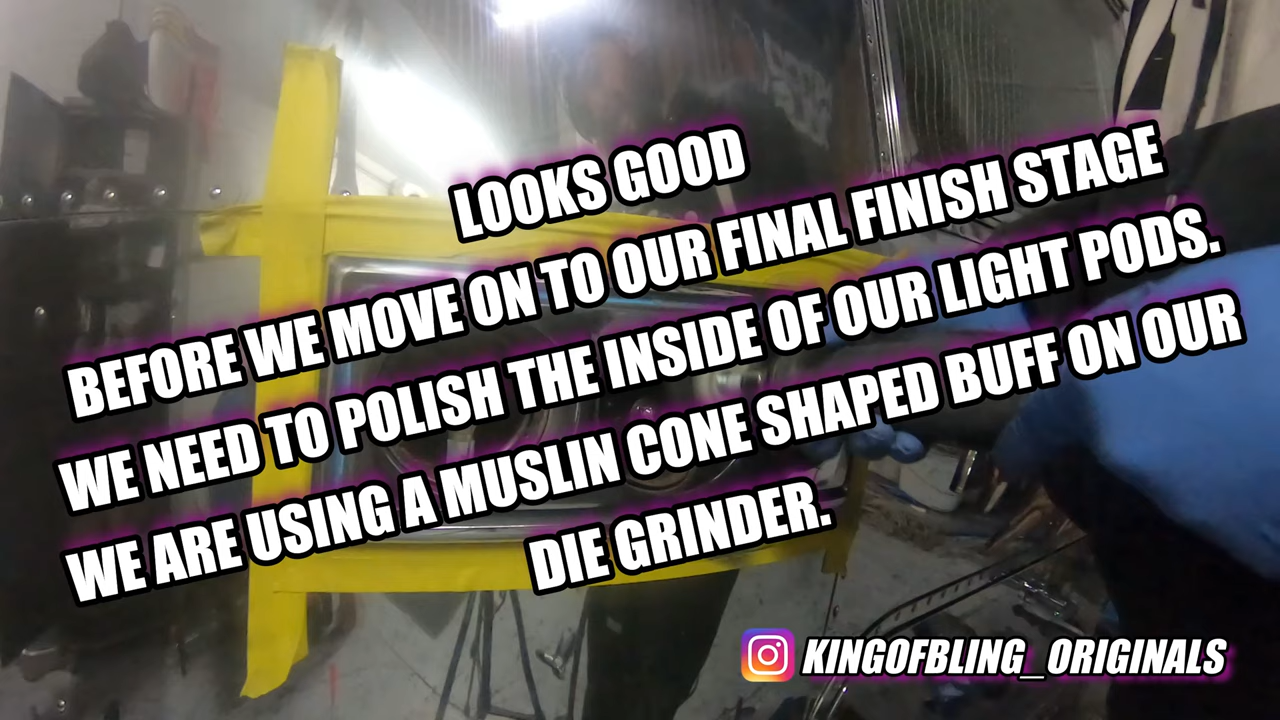 LOOKS GOOD
BEFORE WE MOVE ON TO OUR FINAL FINISH STAGE
WE NEED TO POLISH THE INSIDE OF OUR LIGHT PODS.
WE ARE USING A MUSLIN CONE SHAPED BUFF ON OUR
DIE GRINDER.
KINGOFBLING_ORIGINALS